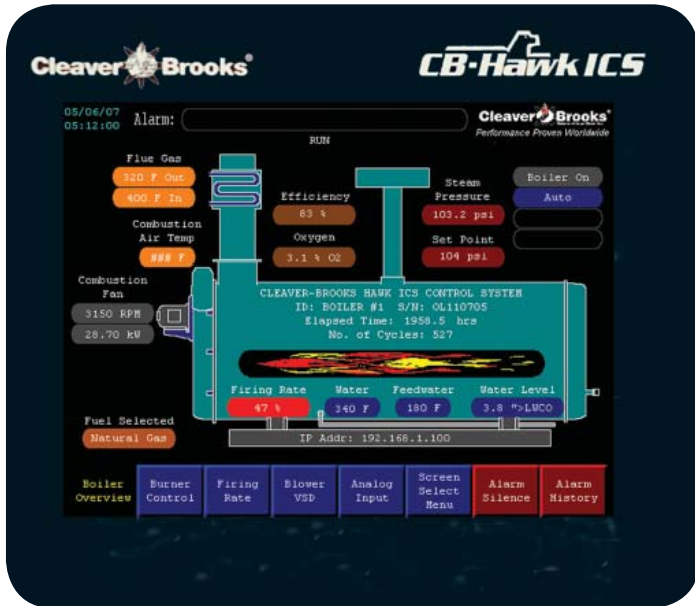 Cleaver Brooks®
CB-Hawk ICS
05/06/07
05:12:00
Alarm:
Cleaver Brooks®
Performance Proven Worldwide
RUN
Flue Gas
320 F Out
400 F In
Efficiency
83 %
Steam
Pressure
103.2 psi
Boiler On
Auto
Combustion
Air Temp
### F
Oxygen
3.1 % O2
Set Point
104 psi
Combustion
Fan
3150 RPM
28.70 kW
CLEAVER-BROOKS HAWK ICS CONTROL SYSTEM
ID: BOILER #1 S/N: OL110705
Elapsed Time: 1958.5 hrs
No. of Cycles: 527
Firing Rate
47 %
Water
340 F
Feedwater
180 F
Water Level
3.8 ">LWCO
Fuel Selected
Natural Gas
IP Addr: 192.168.1.100
Boiler
Overview
Burner
Control
Firing
Rate
Blower
VSD
Analog
Input
Screen
Select
Menu
Alarm
Silence
Alarm
History